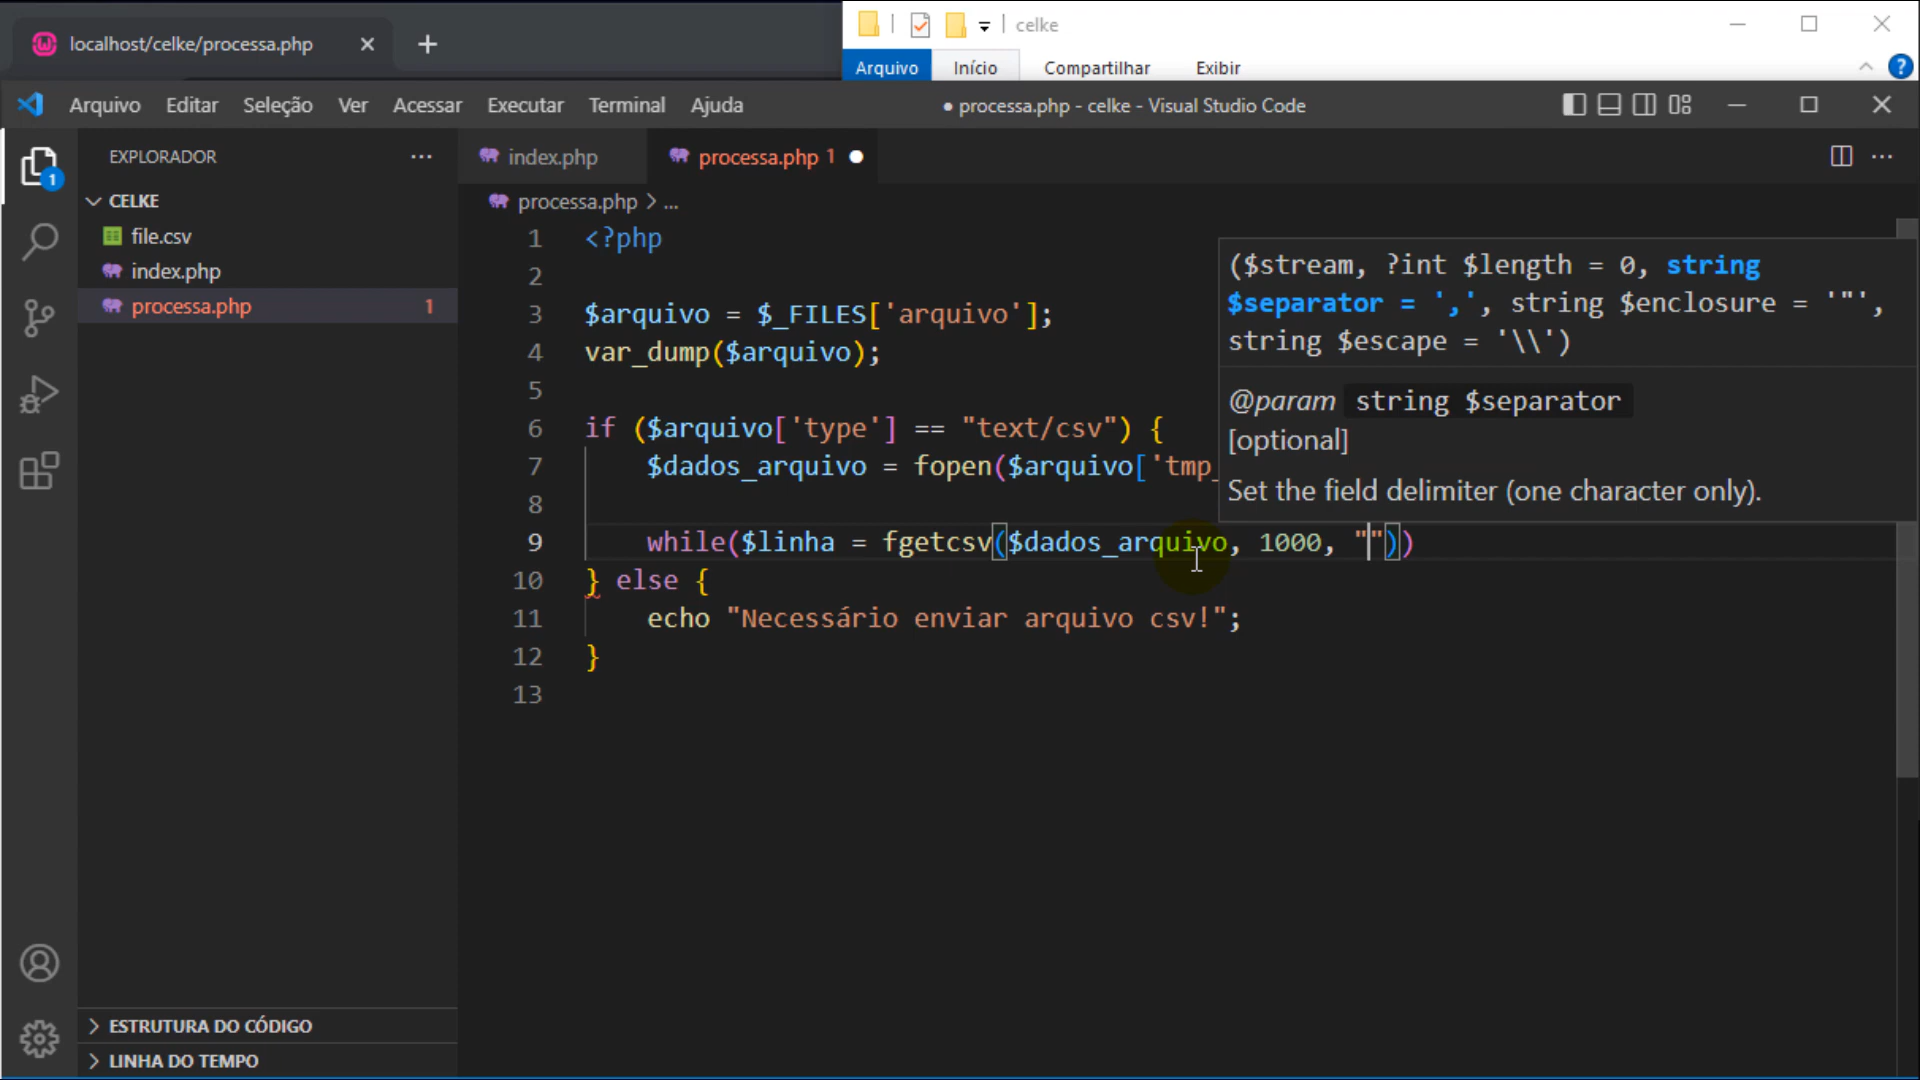 localhost/celke/processa.php
celke
Arquivo Início Compartilhar Exibir
Arquivo Editar Seleção Ver Acessar Executar Terminal Ajuda
● processa.php - celke - Visual Studio Code
EXPLORADOR
CELKE
file.csv
index.php
processa.php 1
1
index.php
processa.php 1
processa.php > ...
1 <?php
2
3 $arquivo = $_FILES['arquivo'];
4 var_dump($arquivo);
5
6 if ($arquivo['type'] == "text/csv") {
7 $dados_arquivo = fopen($arquivo['tmp_
8
9 while($linha = fgetcsv($dados_arquivo, 1000, ""))
10 } else {
11 echo "Necessário enviar arquivo csv!";
12 }
13
($stream, ?int $length = 0, string
$separator = ',', string $enclosure = '"',
string $escape = '\\')
@param string $separator
[optional]
Set the field delimiter (one character only).
ESTRUTURA DO CÓDIGO
LINHA DO TEMPO